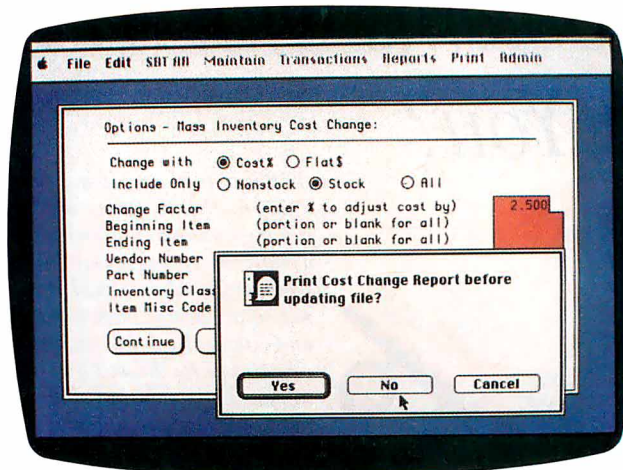 File Edit SBT AR Maintain Transactions Reports Print Admin
Options - Mass Inventory Cost Change:
Change with Cost% Flat$
Include Only Nonstock Stock All
Change Factor (enter % to adjust cost by) 2.500
Beginning Item (portion or blank for all)
Ending Item (portion or blank for all)
Vendor Number
Part Number
Inventory Clas
Item Misc Code
Continue
Print Cost Change Report before
updating file?
Yes No Cancel